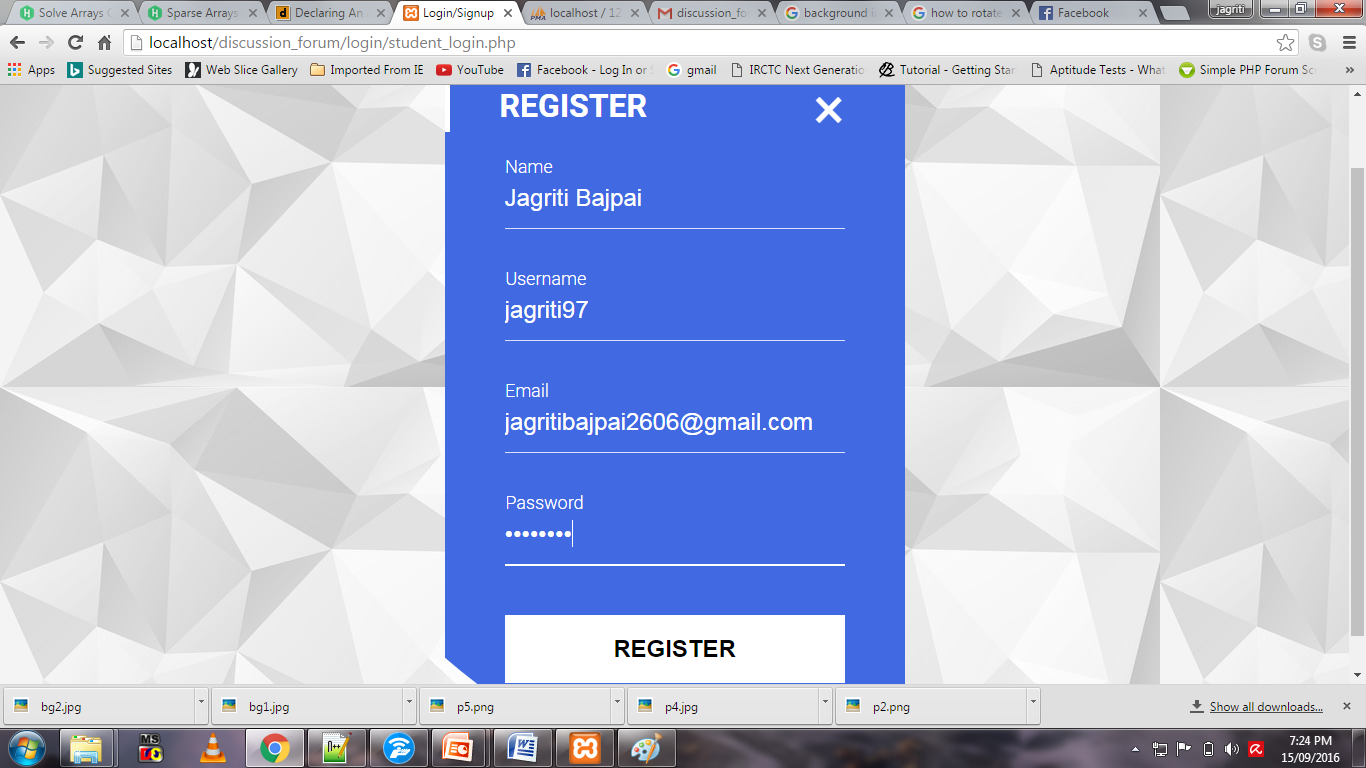 Solve Arrays
Sparse Arrays
Declaring An
Login/Signup
localhost / 12
discussion_fo
background i
how to rotate
Facebook
jagriti
localhost/discussion_forum/login/student_login.php
Apps
Suggested Sites
Web Slice Gallery
Imported From IE
YouTube
Facebook - Log In or
gmail
IRCTC Next Generatio
Tutorial - Getting Star
Aptitude Tests - What
Simple PHP Forum Sc
»
REGISTER
Name
Jagriti Bajpai
Username
jagriti97
Email
jagritibajpai2606@gmail.com
Password
••••••••
REGISTER
bg2.jpg
bg1.jpg
p5.png
p4.jpg
p2.png
Show all downloads...
7:24 PM
15/09/2016